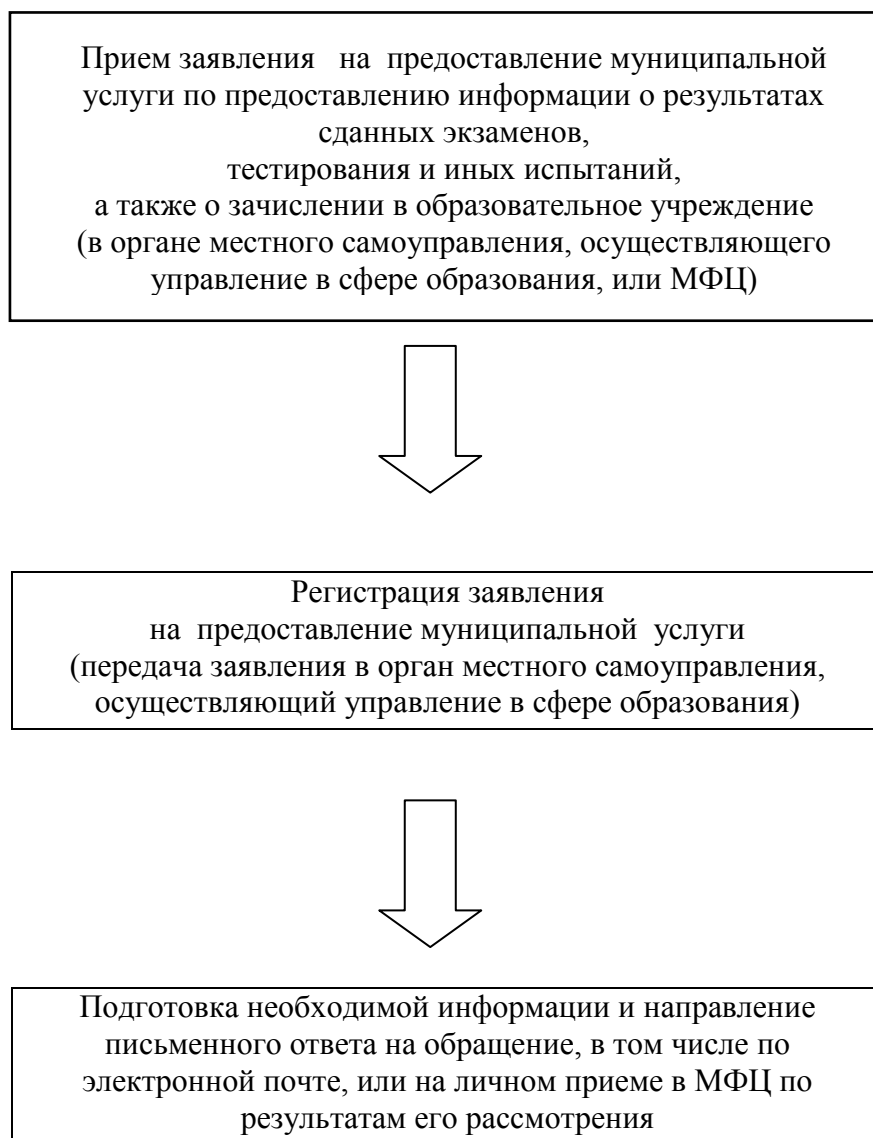 Прием заявления на предоставление муниципальной
услуги по предоставлению информации о результатах
сданных экзаменов,
тестирования и иных испытаний,
а также о зачислении в образовательное учреждение
(в органе местного самоуправления, осуществляющего
управление в сфере образования, или МФЦ)
Регистрация заявления
на предоставление муниципальной услуги
(передача заявления в орган местного самоуправления,
осуществляющий управление в сфере образования)
Подготовка необходимой информации и направление
письменного ответа на обращение, в том числе по
электронной почте, или на личном приеме в МФЦ по
результатам его рассмотрения